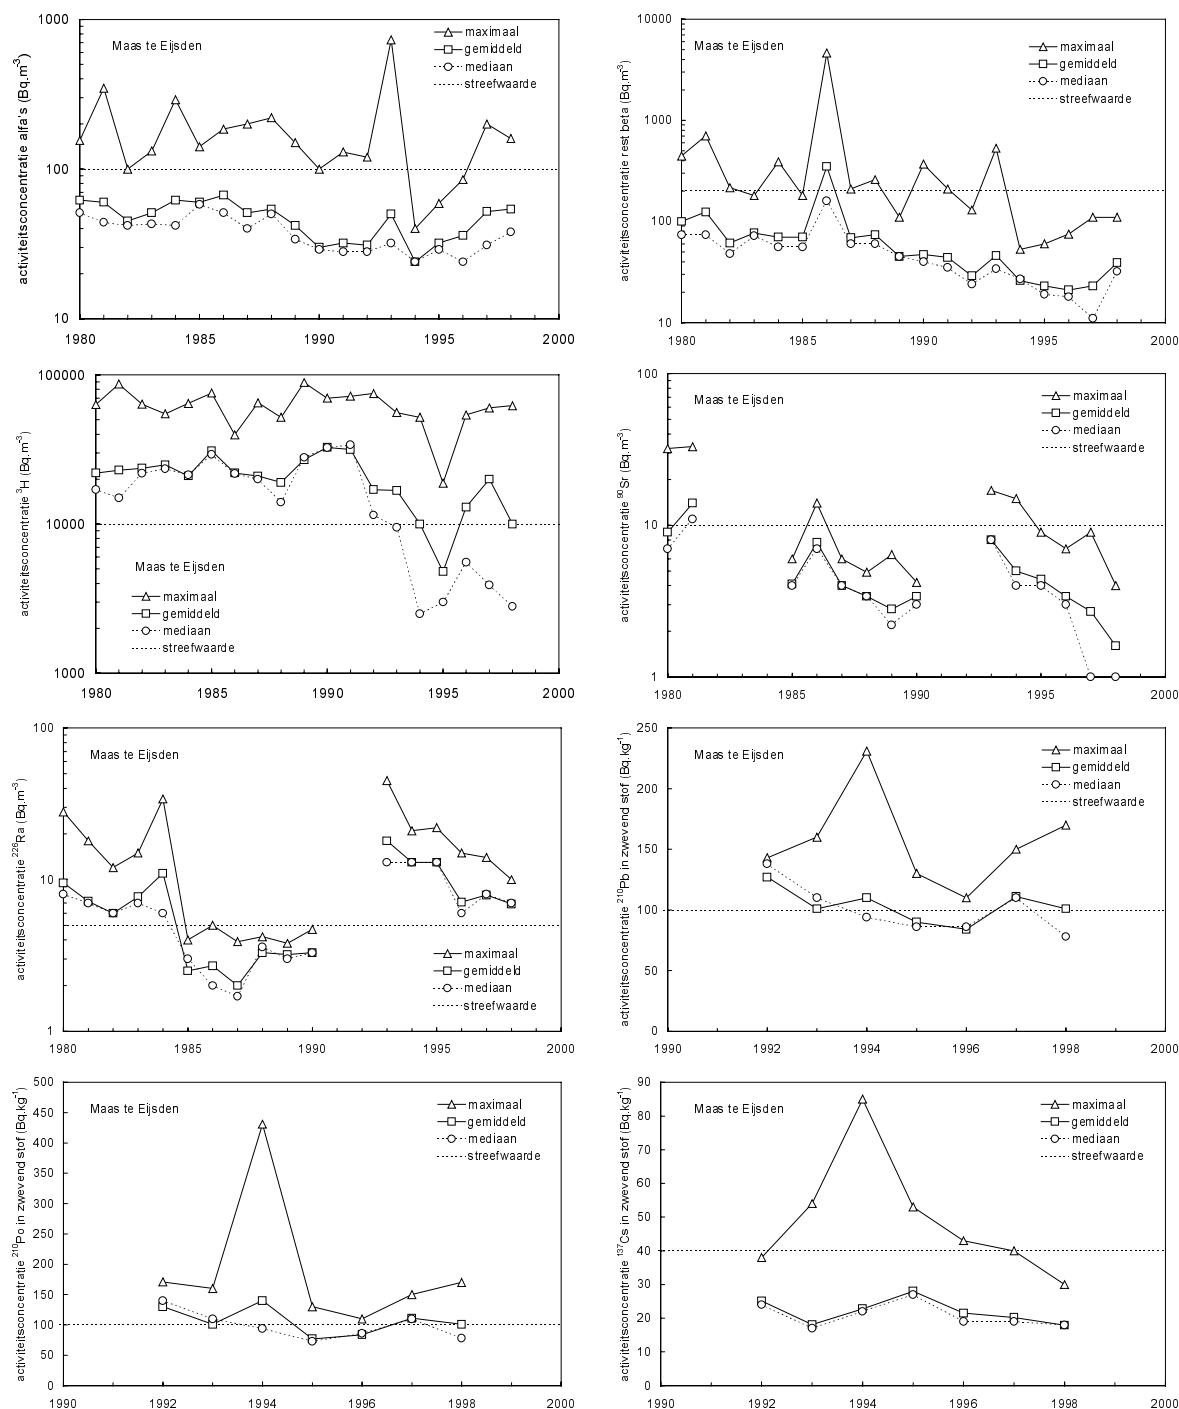 activiteitsconcentratie alfa's (Bq.m-3)
1000
100
10
Maas te Eijsden
maximaal
gemiddeld
mediaan
streefwaarde
1980 1985 1990 1995 2000
activiteitsconcentratie rest beta (Bq.m-3)
10000
1000
100
10
Maas te Eijsden
maximaal
gemiddeld
mediaan
streefwaarde
1980 1985 1990 1995 2000
activiteitsconcentratie 3H (Bq.m-3)
100000
10000
1000
Maas te Eijsden
maximaal
gemiddeld
mediaan
streefwaarde
1980 1985 1990 1995 2000
activiteitsconcentratie 90Sr (Bq.m-3)
100
10
1
Maas te Eijsden
maximaal
gemiddeld
mediaan
streefwaarde
1980 1985 1990 1995 2000
activiteitsconcentratie 226Ra (Bq.m-3)
100
10
1
Maas te Eijsden
maximaal
gemiddeld
mediaan
streefwaarde
1980 1985 1990 1995 2000
activiteitsconcentratie 210Pb in zwevend stof (Bq.kg-1)
250
200
150
100
50
0
Maas te Eijsden
maximaal
gemiddeld
mediaan
streefwaarde
1990 1992 1994 1996 1998 2000
activiteitsconcentratie 210Po in zwevend stof (Bq.kg-1)
500
450
400
350
300
250
200
150
100
50
0
Maas te Eijsden
maximaal
gemiddeld
mediaan
streefwaarde
1990 1992 1994 1996 1998 2000
activiteitsconcentratie 137Cs in zwevend stof (Bq.kg-1)
90
80
70
60
50
40
30
20
10
0
Maas te Eijsden
maximaal
gemiddeld
mediaan
streefwaarde
1990 1992 1994 1996 1998 2000